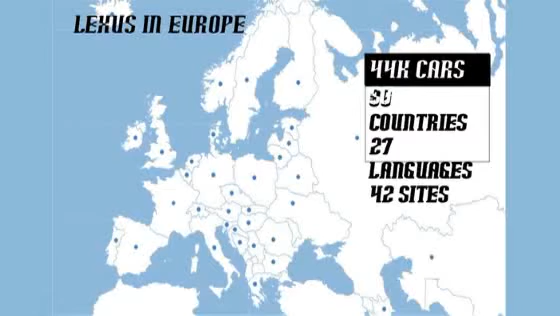 LEXUS IN EUROPE
44K CARS
COUNTRIES
27
LANGUAGES
42 SITES